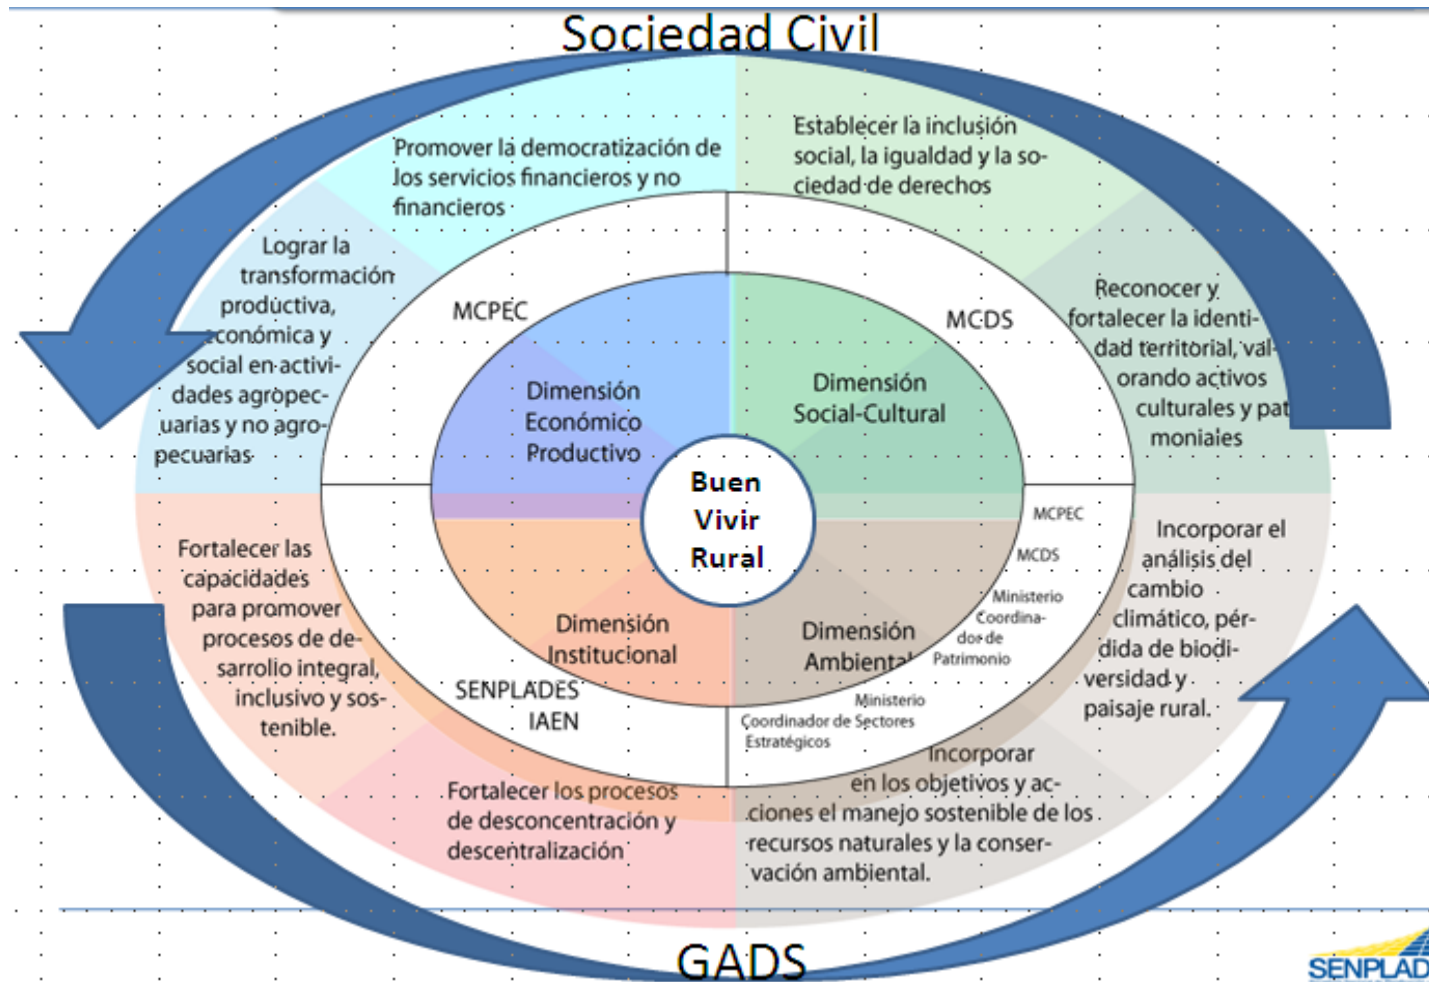 Sociedad Civil
Promover la democratización de
los servicios financieros y no
financieros
Establecer la inclusión
social, la igualdad y la so-
ciedad de derechos
Lograr la
transformación
productiva,
económica y
social en activi-
dades agropec-
uarias y no agro-
pecuarias
MCPEC
MCDS
Reconocer y
fortalecer la identi-
dad territorial, val-
orando activos
culturales y pat
moniales
Dimensión
Económico
Productivo
Dimensión
Social-Cultural
Buen
Vivir
Rural
Fortalecer las
capacidades
para promover
procesos de de-
sarrollo integral,
inclusivo y sos-
tenible.
Dimensión
Institucional
Dimensión
Ambiental
MCPEC
MCDS
Ministerio
Coordina-
dor de
Patrimonio
Ministerio
Coordinador de Sectores
Estratégicos
SENPLADES
IAEN
Incorporar el
análisis del
cambio
climático, pér-
dida de biodi-
versidad y
paisaje rural.
Fortalecer los procesos
de desconcentración y
descentralización
Incorporar
en los objetivos y ac-
ciones el manejo sostenible de los
recursos naturales y la conser-
vación ambiental.
GADS
SENPLAD